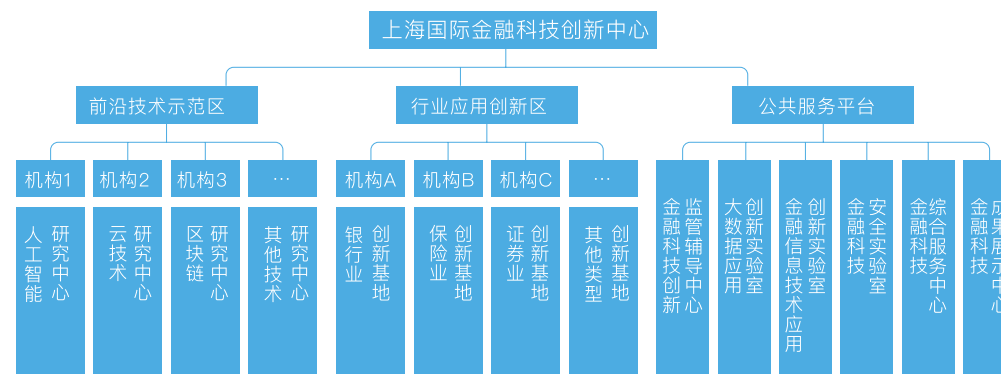 上海国际金融科技创新中心
前沿技术示范区
行业应用创新区
公共服务平台
机构1
机构2
机构3
…
机构A
机构B
机构C
…
人工智能
研究中心
云技术
研究中心
区块链
研究中心
其他技术
研究中心
银行业
创新基地
保险业
创新基地
证券业
创新基地
其他类型
创新基地
金融科技创新
监管辅导中心
大数据应用
创新实验室
金融信息技术应用
创新实验室
金融科技
安全实验室
金融科技
综合服务中心
金融科技
成果展示中心